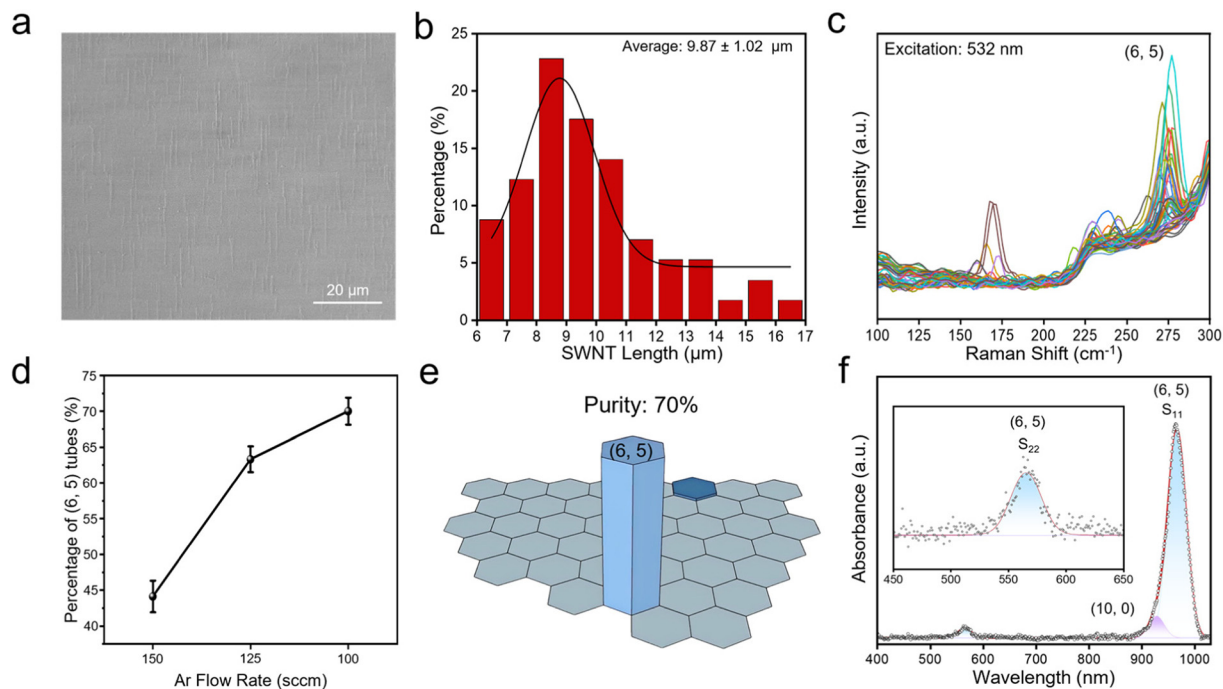 a
20 µm
b
Average: 9.87 ± 1.02 µm
Percentage (%)
25
20
15
10
5
0
6 7 8 9 10 11 12 13 14 15 16 17
SWNT Length (µm)
c
Excitation: 532 nm
(6, 5)
Intensity (a.u.)
100 125 150 175 200 225 250 275 300
Raman Shift (cm⁻¹)
d
Percentage of (6, 5) tubes (%)
75
70
65
60
55
50
45
40
150 125 100
Ar Flow Rate (sccm)
e
Purity: 70%
(6, 5)
f
(6, 5)
S₁₁
(6, 5)
S₂₂
450 500 550 600 650
(10, 0)
Absorbance (a.u.)
400 500 600 700 800 900 1000
Wavelength (nm)